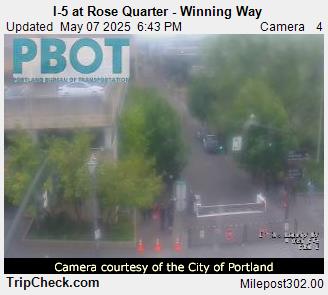 I-5 at Rose Quarter - Winning Way
Updated May 07 2025 6:43 PM Camera 4
PBOT
PORTLAND BUREAU OF TRANSPORTATION
Camera courtesy of the City of Portland
TripCheck.com Milepost302.00